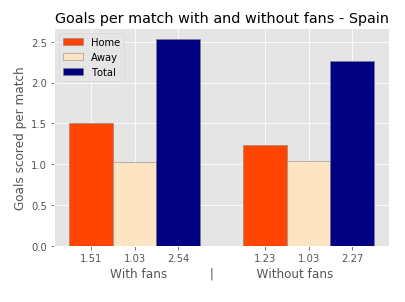 Goals per match with and without fans - Spain
Home
Away
Total
Goals scored per match
2.5
2.0
1.5
1.0
0.5
0.0
1.51 1.03 2.54 1.23 1.03 2.27
With fans | Without fans